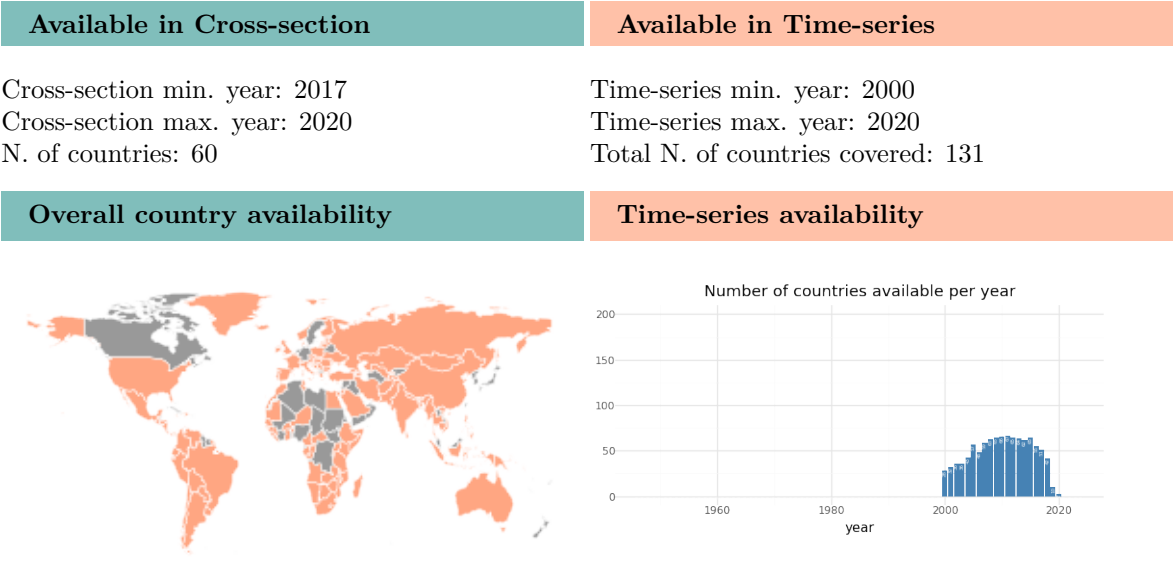 Available in Cross-section
Available in Time-series
Cross-section min. year: 2017
Cross-section max. year: 2020
N. of countries: 60
Time-series min. year: 2000
Time-series max. year: 2020
Total N. of countries covered: 131
Overall country availability
Time-series availability
Number of countries available per year
200
150
100
50
0
1960
1980
2000
2020
year